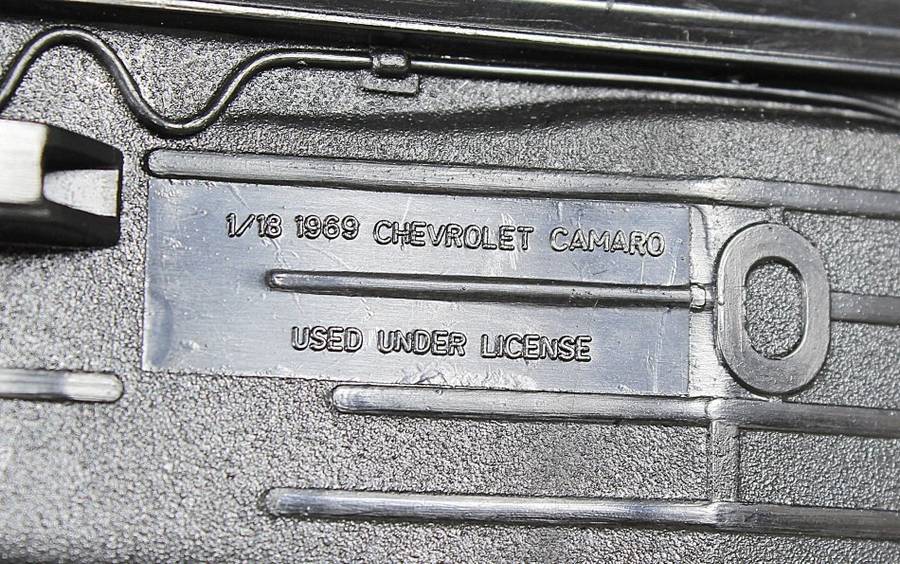 1/18 1969 CHEVROLET CAMARO
USED UNDER LICENSE